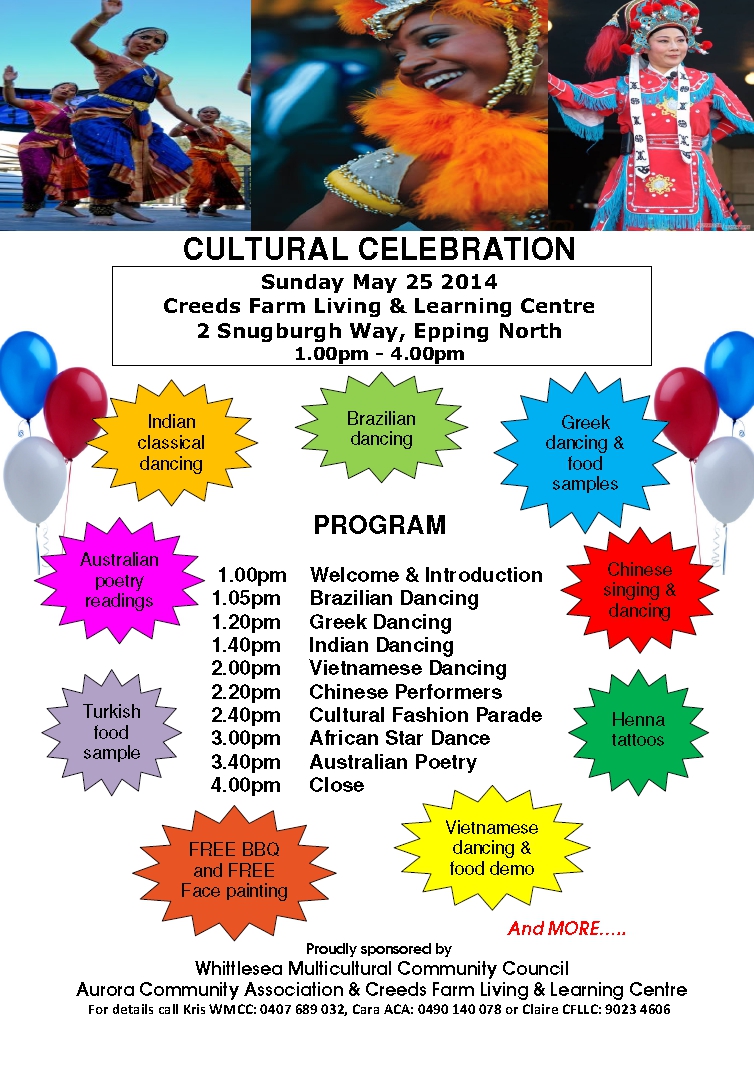 CULTURAL CELEBRATION
Sunday May 25 2014
Creeds Farm Living & Learning Centre
2 Snugburgh Way, Epping North
1.00pm - 4.00pm
Indian
classical
dancing
Brazilian
dancing
Greek
dancing &
food
samples
PROGRAM
Australian
poetry
readings
Chinese
singing &
dancing
1.00pm Welcome & Introduction
1.05pm Brazilian Dancing
1.20pm Greek Dancing
1.40pm Indian Dancing
2.00pm Vietnamese Dancing
2.20pm Chinese Performers
2.40pm Cultural Fashion Parade
3.00pm African Star Dance
3.40pm Australian Poetry
4.00pm Close
Turkish
food
sample
Henna
tattoos
FREE BBQ
and FREE
Face painting
Vietnamese
dancing &
food demo
And MORE.....
Proudly sponsored by
Whittlesea Multicultural Community Council
Aurora Community Association & Creeds Farm Living & Learning Centre
For details call Kris WMCC: 0407 689 032, Cara ACA: 0490 140 078 or Claire CFLLC: 9023 4606